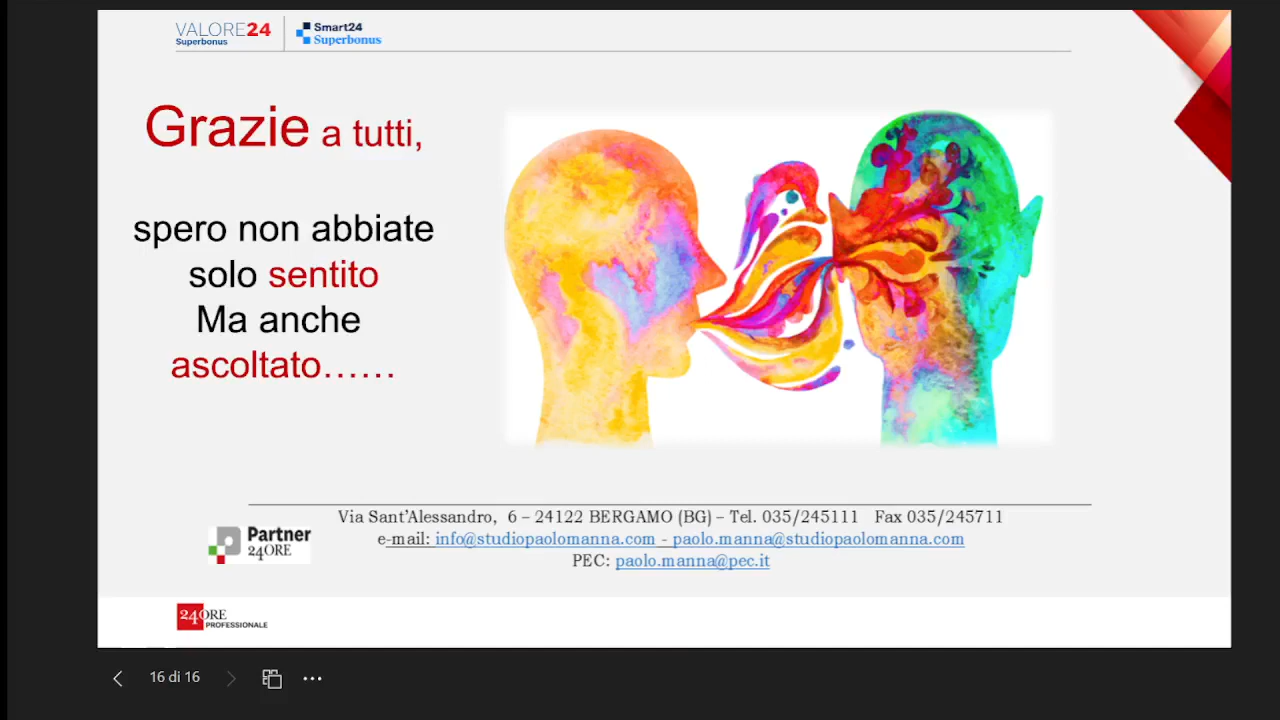 VALORE24
Superbonus
Smart24
Superbonus
Grazie a tutti,
spero non abbiate
solo sentito
Ma anche
ascoltato……
Via Sant'Alessandro, 6 – 24122 BERGAMO (BG) – Tel. 035/245111 Fax 035/245711
e-mail: info@studiopaolomanna.com - paolo.manna@studiopaolomanna.com
PEC: paolo.manna@pec.it
Partner
24ORE
24ORE
PROFESSIONALE
16 di 16